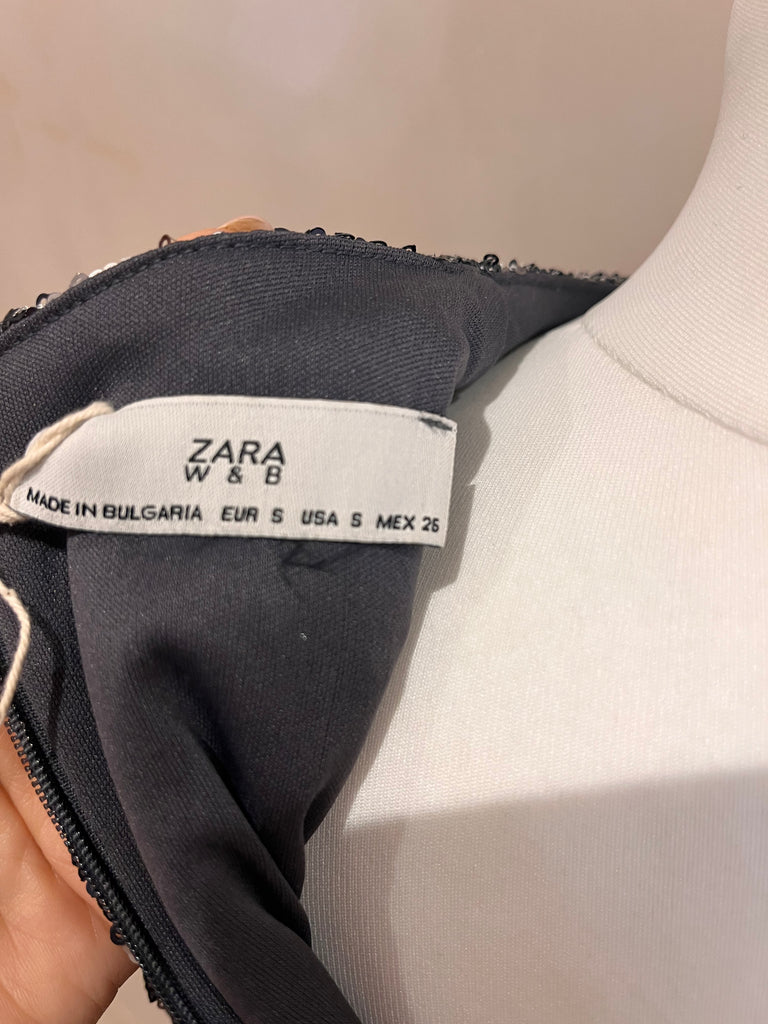 ZARA
W & B
MADE IN BULGARIA EUR S USA S MEX 26